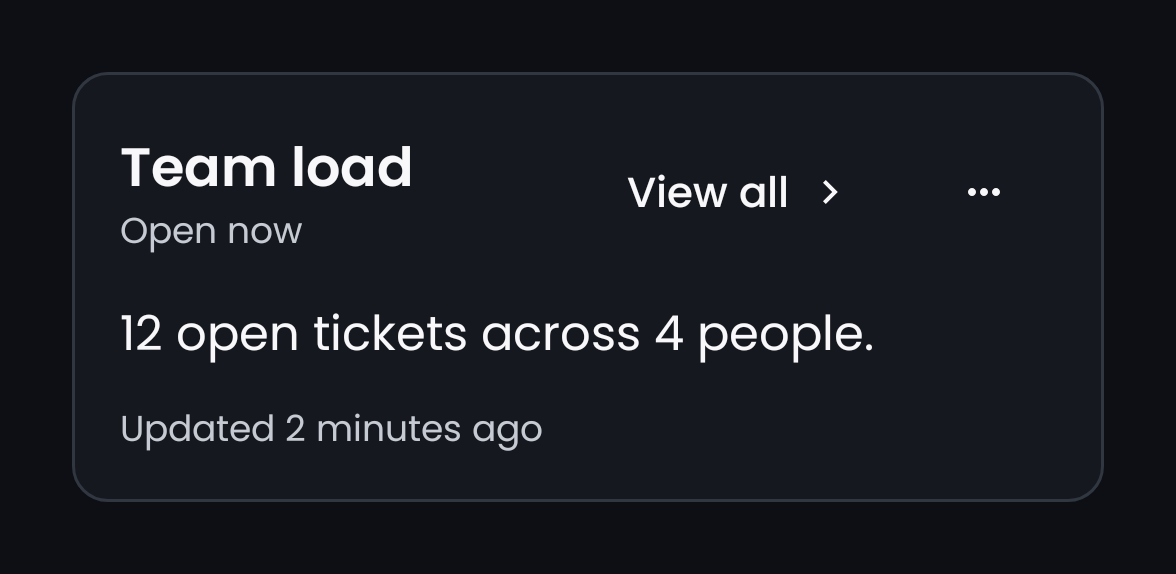 Team load
View all
Open now
12 open tickets across 4 people.
Updated 2 minutes ago